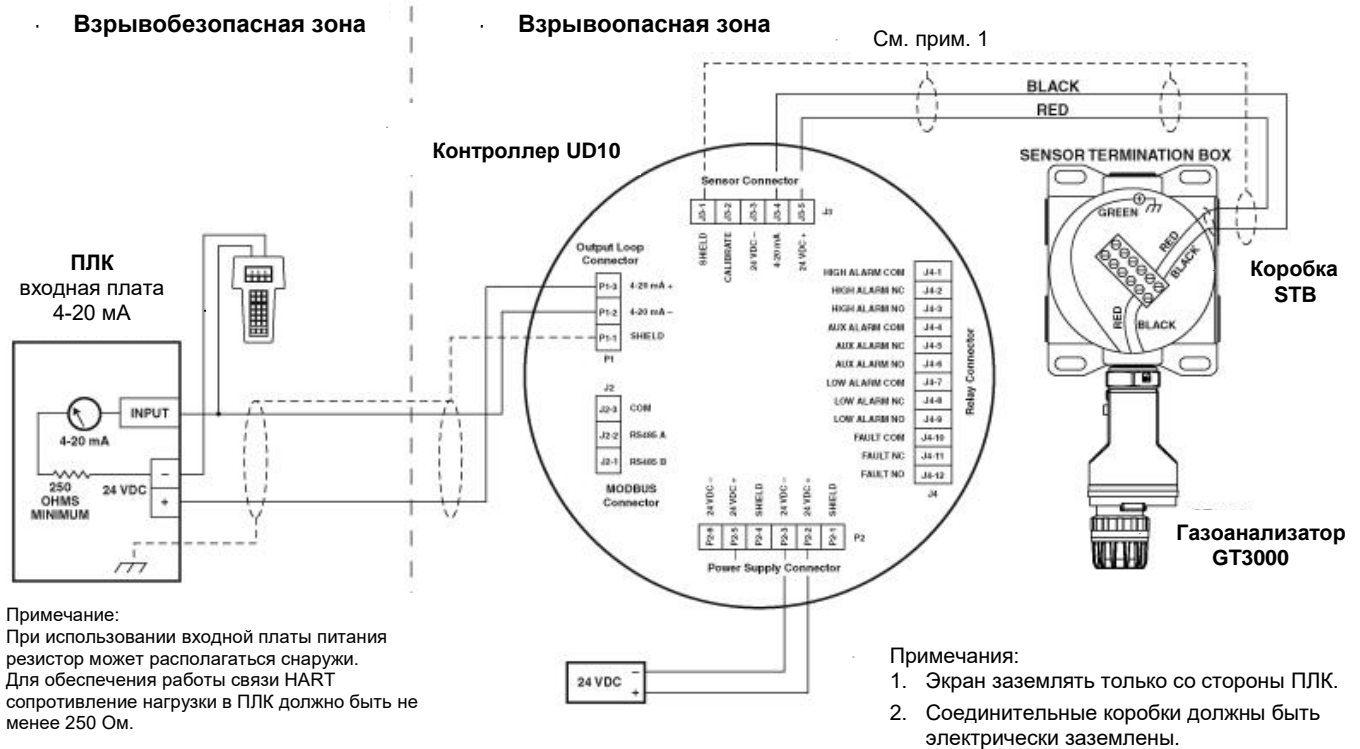 Взрывобезопасная зона
Взрывоопасная зона
См. прим. 1
BLACK
RED
Контроллер UD10
SENSOR TERMINATION BOX
Sensor Connector
J3-1
J3-2
J3-3
J3-4
J3-5
J3
SHIELD
CALIBRATE
24 VDC –
4-20 mA
24 VDC +
GREEN
RED
BLACK
RED
BLACK
Коробка
STB
Output Loop
Connector
P1-3 4-20 mA +
P1-2 4-20 mA –
P1-1 SHIELD
P1
ПЛК
входная плата
4-20 мА
INPUT
4-20 mA
250
OHMS
MINIMUM
24 VDC
–
+
J2
J2-3 COM
J2-2 RS485 A
J2-1 RS485 B
MODBUS
Connector
HIGH ALARM COM J4-1
HIGH ALARM NC J4-2
HIGH ALARM NO J4-3
AUX ALARM COM J4-4
AUX ALARM NC J4-5
AUX ALARM NO J4-6
LOW ALARM COM J4-7
LOW ALARM NC J4-8
LOW ALARM NO J4-9
FAULT COM J4-10
FAULT NC J4-11
FAULT NO J4-12
J4
Relay Connector
24 VDC –
24 VDC +
SHIELD
24 VDC –
24 VDC +
SHIELD
P2-6
P2-5
P2-4
P2-3
P2-2
P2-1
P2
Power Supply Connector
Газоанализатор
GT3000
24 VDC
–
+
Примечание:
При использовании входной платы питания
резистор может располагаться снаружи.
Для обеспечения работы связи HART
сопротивление нагрузки в ПЛК должно быть не
менее 250 Ом.
Примечания:
1. Экран заземлять только со стороны ПЛК.
2. Соединительные коробки должны быть
электрически заземлены.